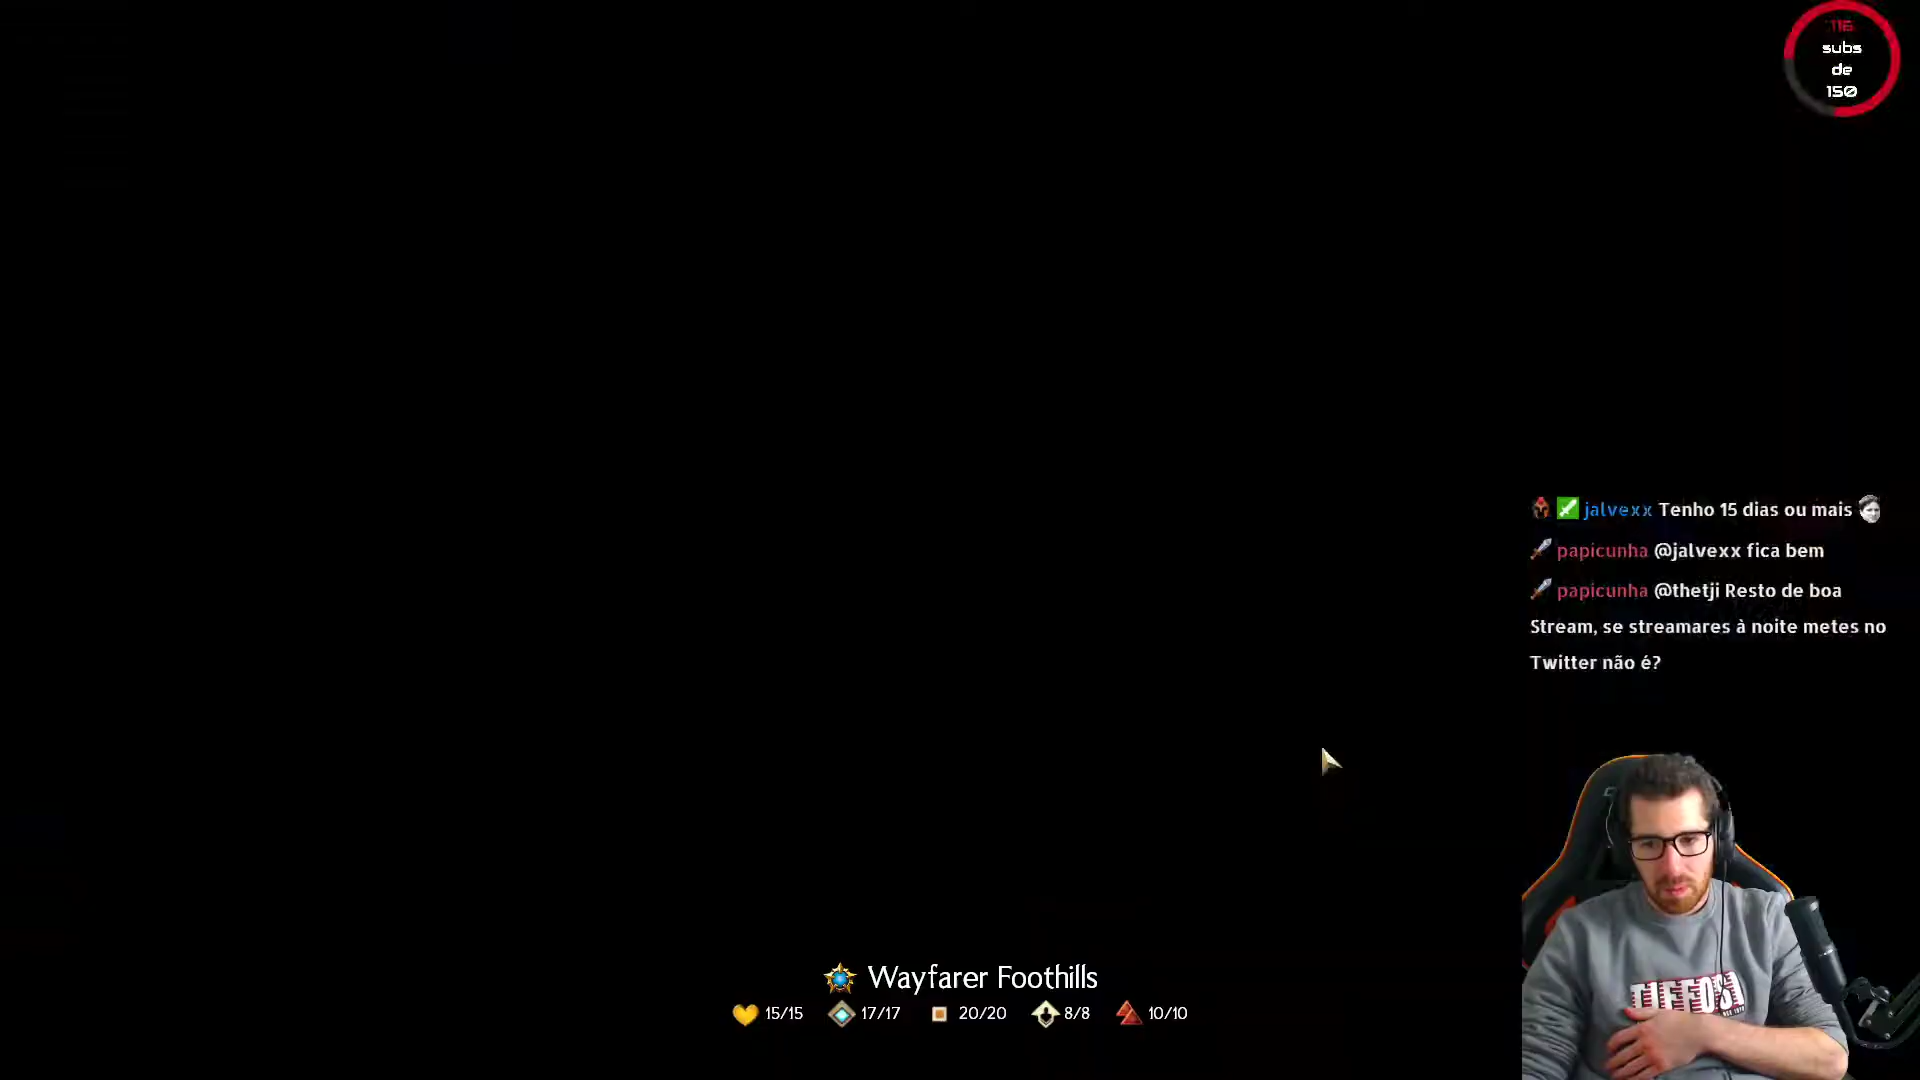 116
subs
de
150
jalvexx Tenho 15 dias ou mais
papicunha @jalvexx fica bem
papicunha @thetji Resto de boa
Stream, se streamares à noite metes no
Twitter não é?
Wayfarer Foothills
15/15 17/17 20/20 8/8 10/10
TIFFOSI